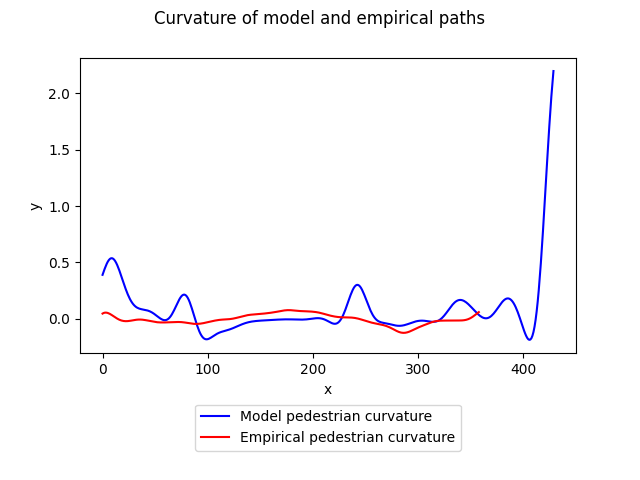 Curvature of model and empirical paths
2.0
1.5
1.0
0.5
0.0
y
0 100 200 300 400
x
Model pedestrian curvature
Empirical pedestrian curvature